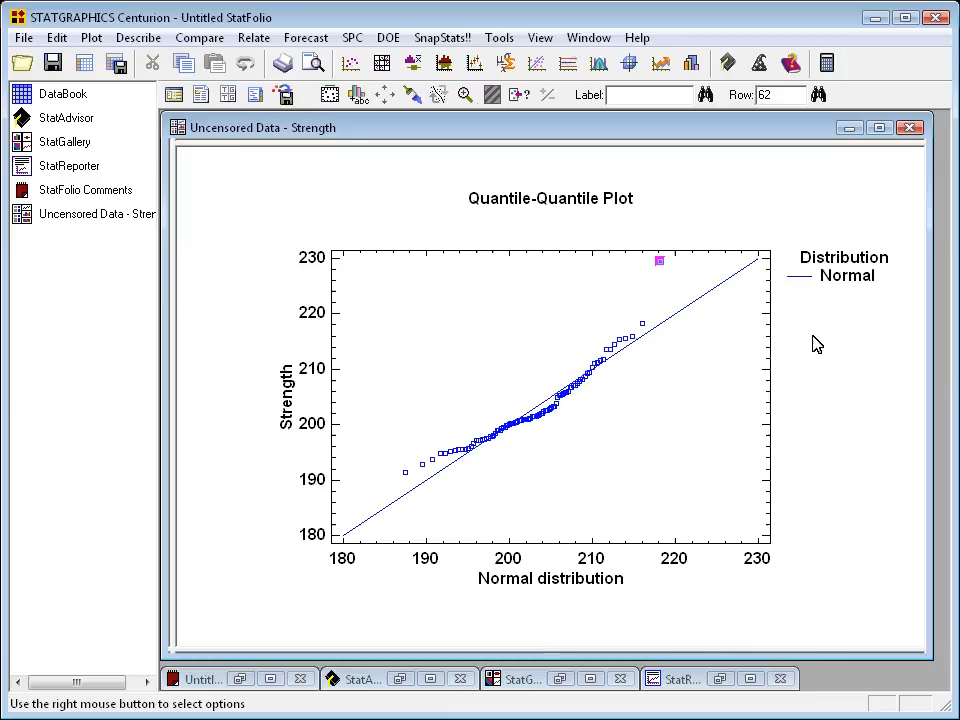 STATGRAPHICS Centurion - Untitled StatFolio
File Edit Plot Describe Compare Relate Forecast SPC DOE SnapStats!! Tools View Window Help
Label: Row: 62
DataBook
StatAdvisor
StatGallery
StatReporter
StatFolio Comments
Uncensored Data - Stren
Uncensored Data - Strength
Quantile-Quantile Plot
Distribution
Normal
230
220
210
200
190
180
Strength
180 190 200 210 220 230
Normal distribution
Untitl... StatA... StatG... StatR...
Use the right mouse button to select options